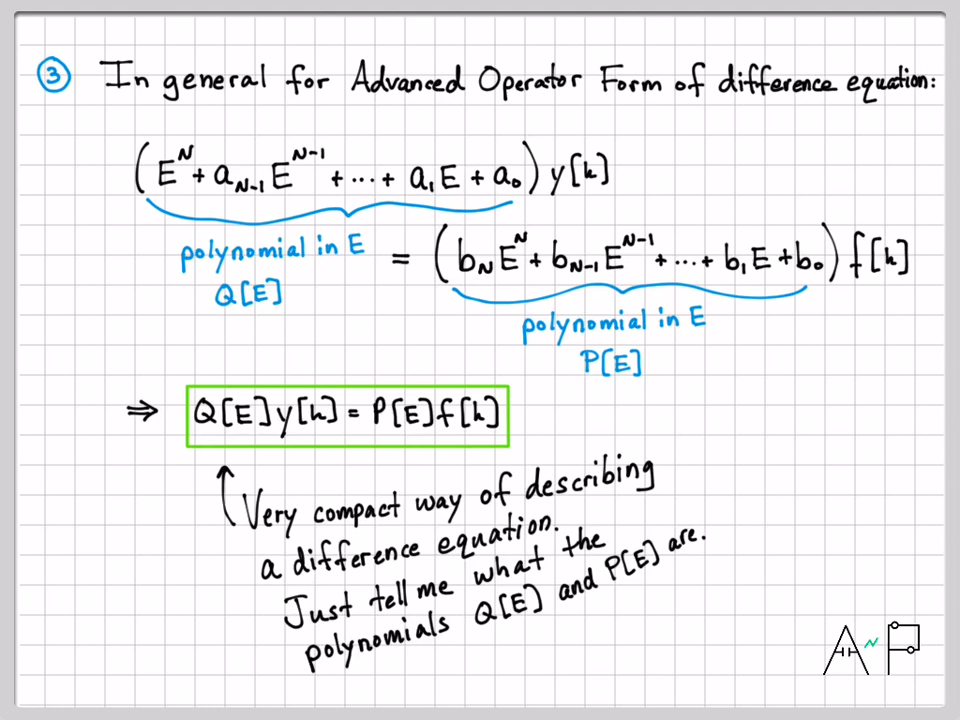 ③ In general for Advanced Operator Form of difference equation:
(E^N + a_{N-1} E^{N-1} + ... + a_1 E + a_0) y[k]
polynomial in E
Q[E]
= (b_N E^N + b_{N-1} E^{N-1} + ... + b_1 E + b_0) f[k]
polynomial in E
P[E]
⇒ Q[E] y[k] = P[E] f[k]
Very compact way of describing
a difference equation.
Just tell me what the
polynomials Q[E] and P[E] are.
A~P